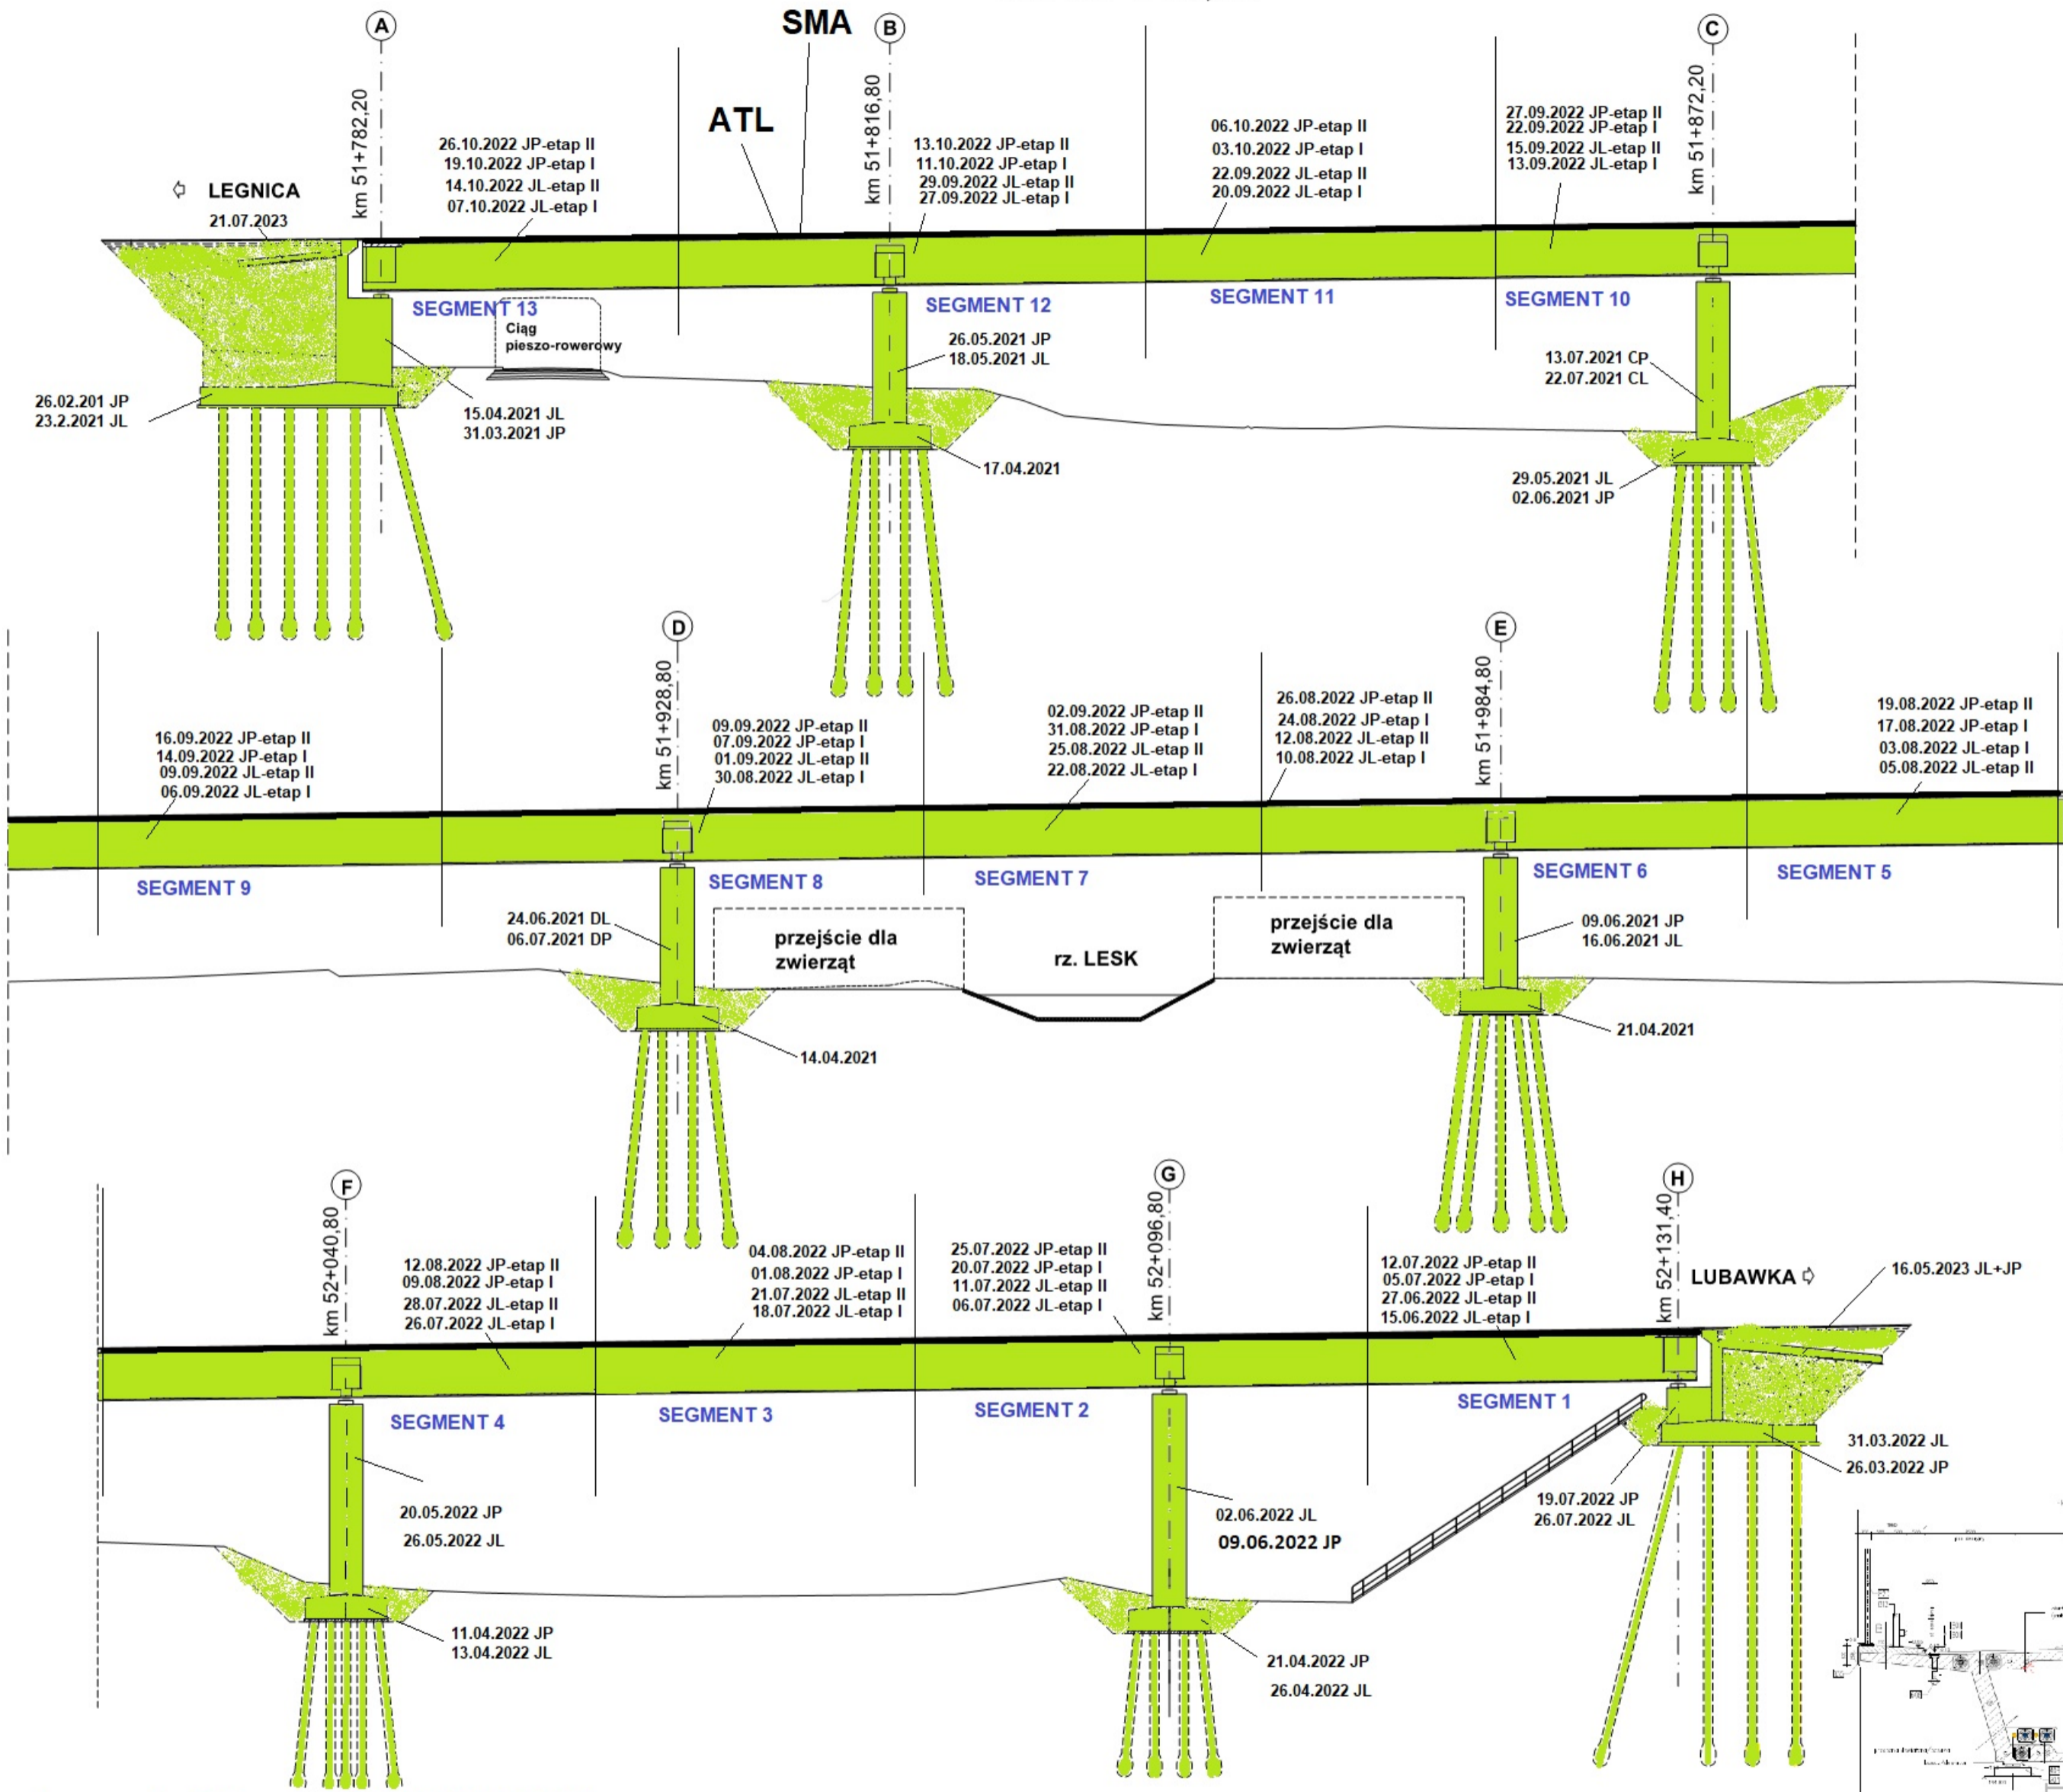 A
SMA
B
C
km 51+782,20
ATL
km 51+816,80
km 51+872,20
26.10.2022 JP-etap II
19.10.2022 JP-etap I
14.10.2022 JL-etap II
07.10.2022 JL-etap I
13.10.2022 JP-etap II
11.10.2022 JP-etap I
29.09.2022 JL-etap II
27.09.2022 JL-etap I
06.10.2022 JP-etap II
03.10.2022 JP-etap I
22.09.2022 JL-etap II
20.09.2022 JL-etap I
27.09.2022 JP-etap II
22.09.2022 JP-etap I
15.09.2022 JL-etap II
13.09.2022 JL-etap I
LEGNICA
21.07.2023
SEGMENT 13
SEGMENT 12
SEGMENT 11
SEGMENT 10
Ciąg
pieszo-rowerowy
26.05.2021 JP
18.05.2021 JL
13.07.2021 CP
22.07.2021 CL
26.02.201 JP
23.2.2021 JL
15.04.2021 JL
31.03.2021 JP
17.04.2021
29.05.2021 JL
02.06.2021 JP
D
E
km 51+928,80
km 51+984,80
16.09.2022 JP-etap II
14.09.2022 JP-etap I
09.09.2022 JL-etap II
06.09.2022 JL-etap I
09.09.2022 JP-etap II
07.09.2022 JP-etap I
01.09.2022 JL-etap II
30.08.2022 JL-etap I
02.09.2022 JP-etap II
31.08.2022 JP-etap I
25.08.2022 JL-etap II
22.08.2022 JL-etap I
26.08.2022 JP-etap II
24.08.2022 JP-etap I
12.08.2022 JL-etap II
10.08.2022 JL-etap I
19.08.2022 JP-etap II
17.08.2022 JP-etap I
03.08.2022 JL-etap I
05.08.2022 JL-etap II
SEGMENT 9
SEGMENT 8
SEGMENT 7
SEGMENT 6
SEGMENT 5
24.06.2021 DL
06.07.2021 DP
przejście dla
zwierząt
rz. LESK
przejście dla
zwierząt
09.06.2021 JP
16.06.2021 JL
14.04.2021
21.04.2021
F
G
H
km 52+040,80
km 52+096,80
km 52+131,40
12.08.2022 JP-etap II
09.08.2022 JP-etap I
28.07.2022 JL-etap II
26.07.2022 JL-etap I
04.08.2022 JP-etap II
01.08.2022 JP-etap I
21.07.2022 JL-etap II
18.07.2022 JL-etap I
25.07.2022 JP-etap II
20.07.2022 JP-etap I
11.07.2022 JL-etap II
06.07.2022 JL-etap I
12.07.2022 JP-etap II
05.07.2022 JP-etap I
27.06.2022 JL-etap II
15.06.2022 JL-etap I
LUBAWKA
16.05.2023 JL+JP
SEGMENT 4
SEGMENT 3
SEGMENT 2
SEGMENT 1
20.05.2022 JP
26.05.2022 JL
02.06.2022 JL
09.06.2022 JP
19.07.2022 JP
26.07.2022 JL
31.03.2022 JL
26.03.2022 JP
11.04.2022 JP
13.04.2022 JL
21.04.2022 JP
26.04.2022 JL